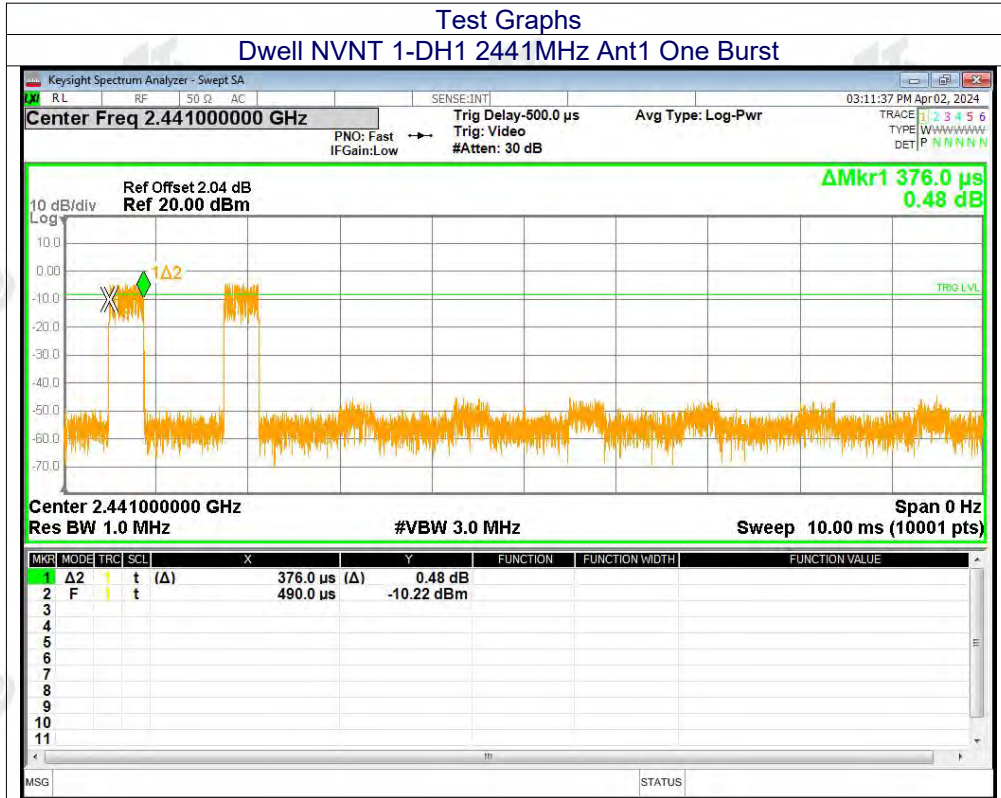 Test Graphs
Dwell NVNT 1-DH1 2441MHz Ant1 One Burst
Keysight Spectrum Analyzer - Swept SA
LXI RL RF 50 Ω AC SENSE:INT 03:11:37 PM Apr 02, 2024
Center Freq 2.441000000 GHz Trig Delay-500.0 µs Avg Type: Log-Pwr TRACE 1 2 3 4 5 6
PNO: Fast Trig: Video TYPE WWWWWWW
IFGain:Low #Atten: 30 dB DET P N N N N N
ΔMkr1 376.0 µs
Ref Offset 2.04 dB
10 dB/div Ref 20.00 dBm 0.48 dB
Log
10.0
0.00
1Δ2
TRIG LVL
-10.0
-20.0
-30.0
-40.0
-50.0
-60.0
-70.0
Center 2.441000000 GHz Span 0 Hz
Res BW 1.0 MHz #VBW 3.0 MHz Sweep 10.00 ms (10001 pts)
MKR MODE TRC SCL X Y FUNCTION FUNCTION WIDTH FUNCTION VALUE
1 Δ2 1 t (Δ) 376.0 µs (Δ) 0.48 dB
2 F 1 t 490.0 µs -10.22 dBm
3
4
5
6
7
8
9
10
11
MSG STATUS